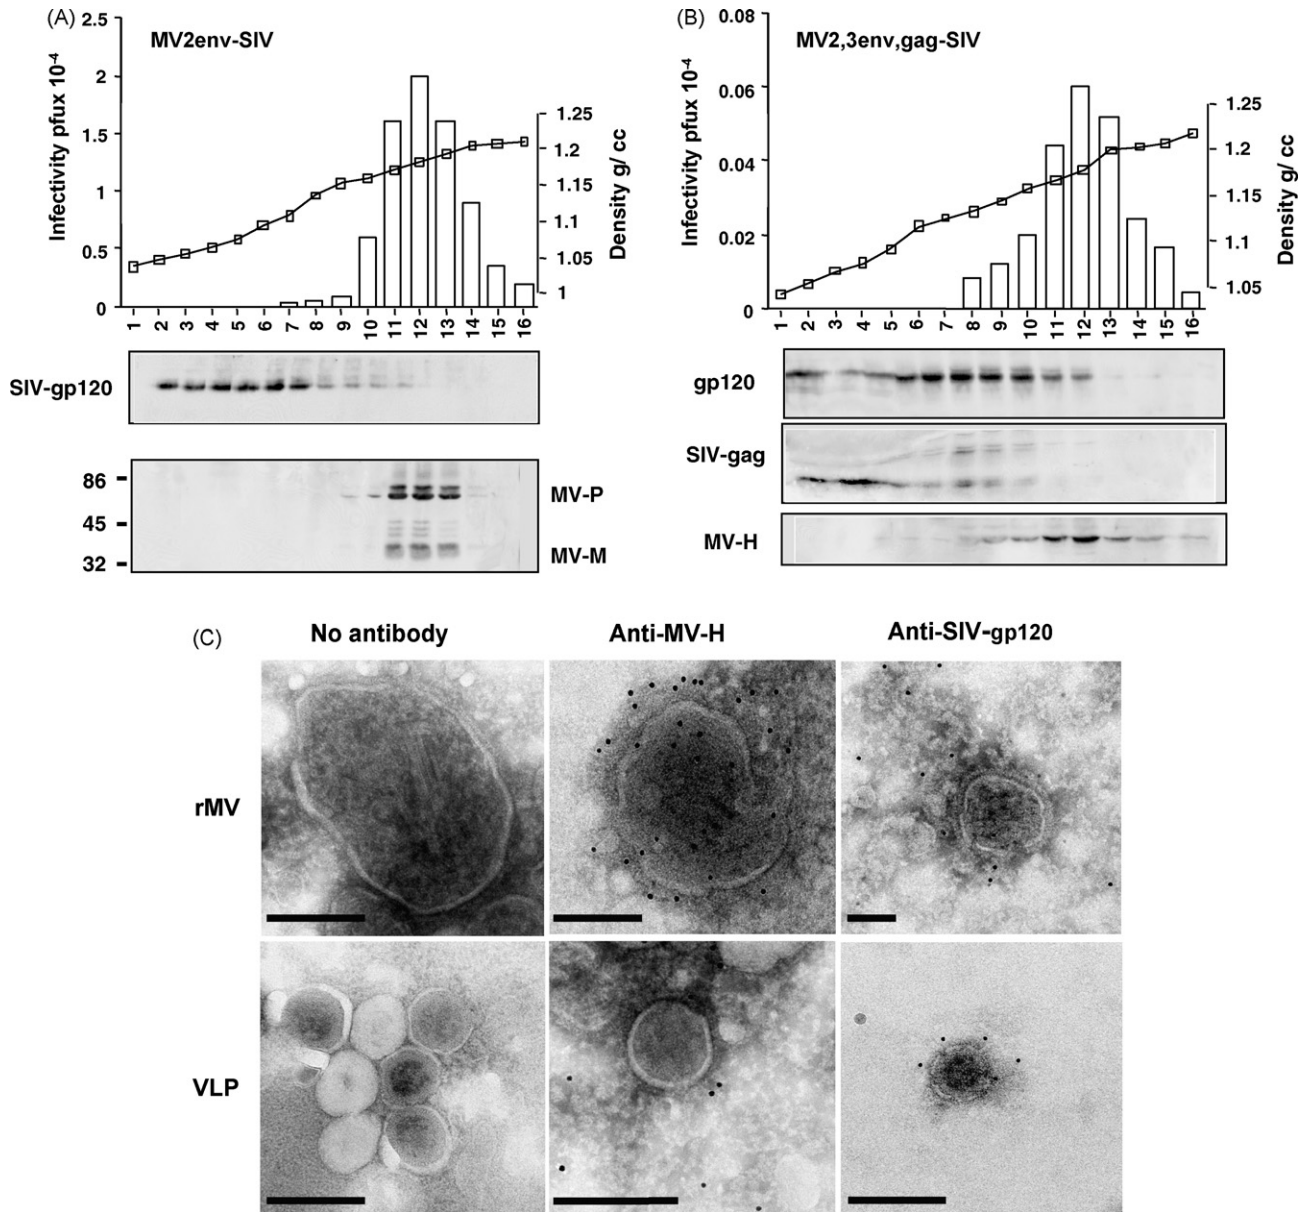 (A)
MV2env-SIV
Infectivity pfux 10-4
2.5
2
1.5
1
0.5
0
1.25
1.2
1.15
1.1
1.05
1
Density g/ cc
1 2 3 4 5 6 7 8 9 10 11 12 13 14 15 16
SIV-gp120
86
45
32
MV-P
MV-M
(B)
MV2,3env,gag-SIV
Infectivity pfux 10-4
0.08
0.06
0.04
0.02
0.00
1.25
1.20
1.15
1.10
1.05
Density g/ cc
1 2 3 4 5 6 7 8 9 10 11 12 13 14 15 16
gp120
SIV-gag
MV-H
(C)
No antibody
Anti-MV-H
Anti-SIV-gp120
rMV
VLP